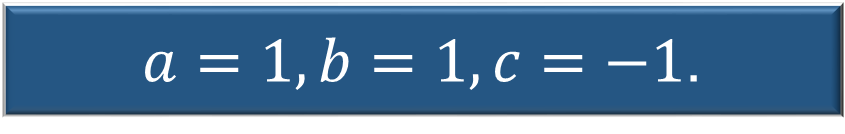 a = 1, b = 1, c = −1.